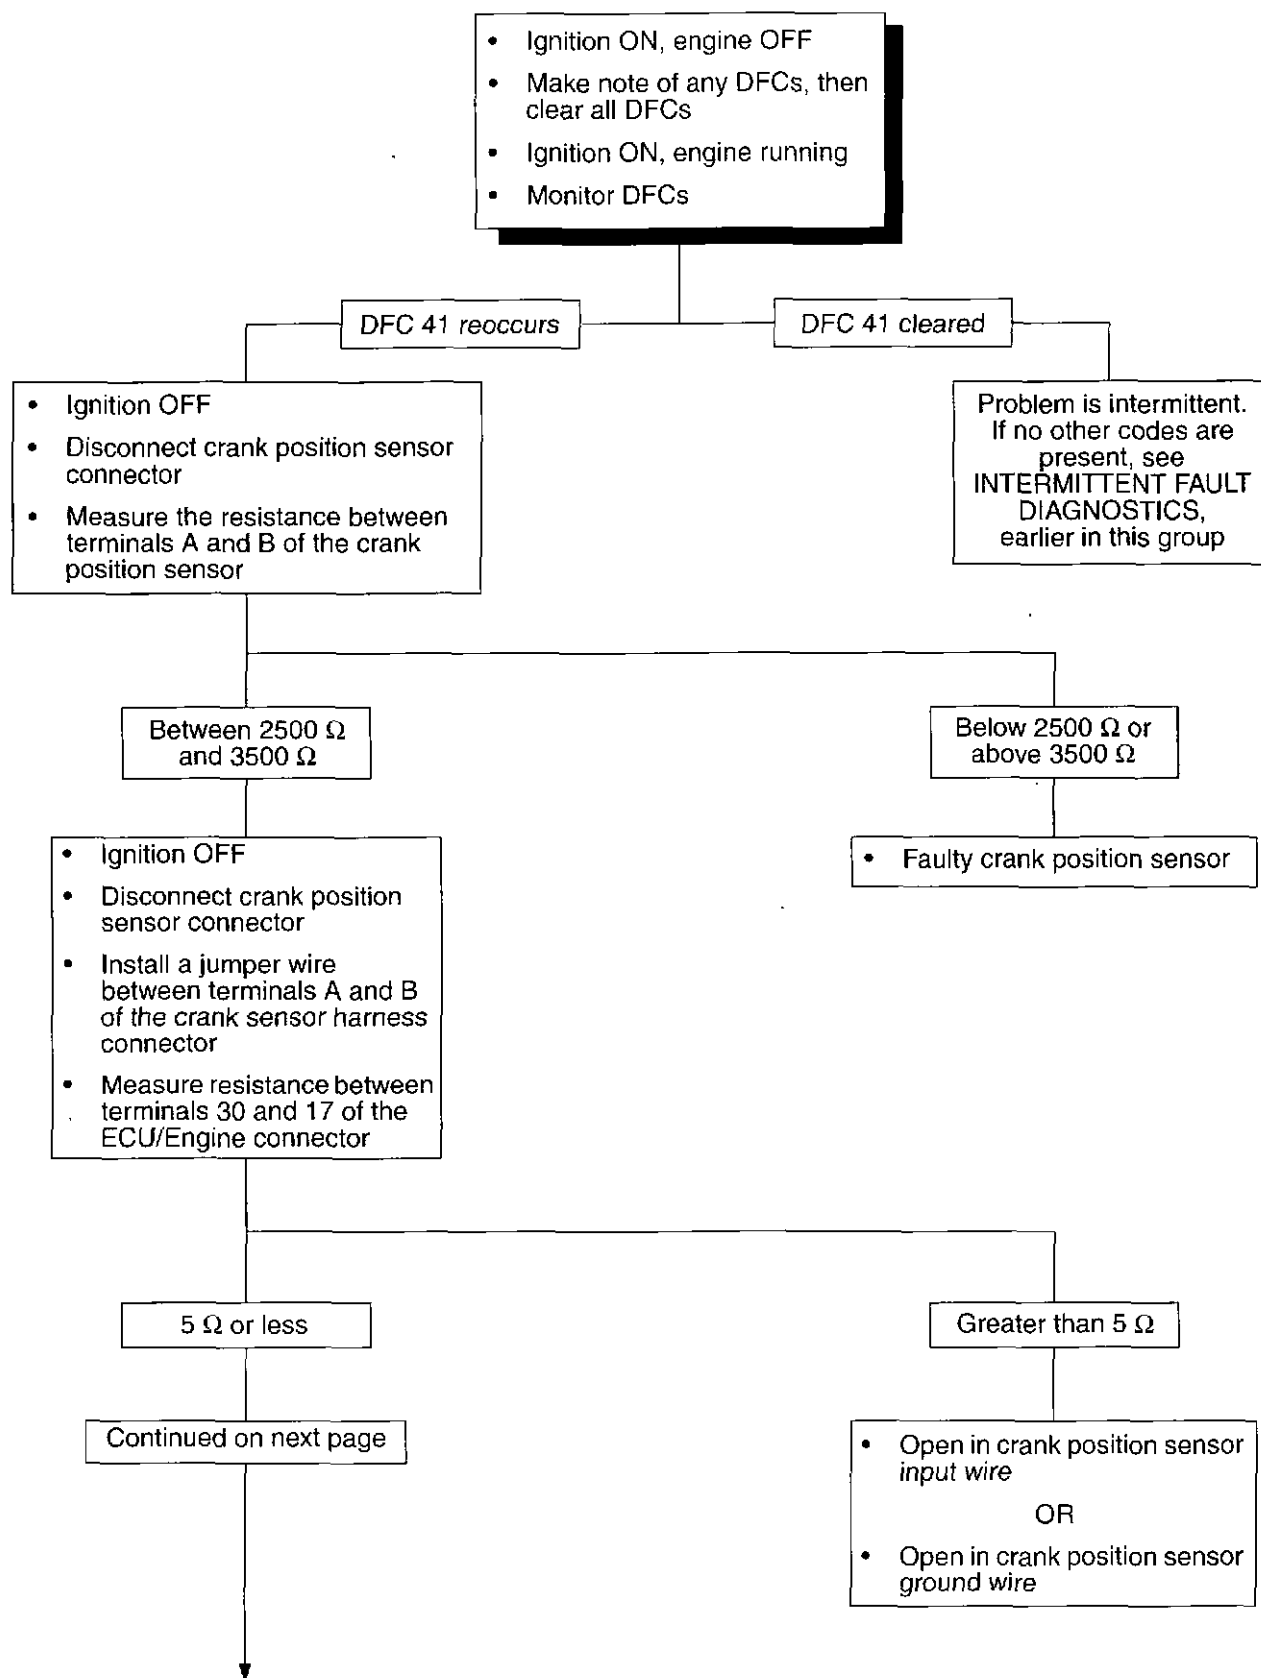 • Ignition ON, engine OFF
• Make note of any DFCs, then
clear all DFCs
• Ignition ON, engine running
• Monitor DFCs
DFC 41 reoccurs
DFC 41 cleared
• Ignition OFF
• Disconnect crank position sensor
connector
• Measure the resistance between
terminals A and B of the crank
position sensor
Problem is intermittent.
If no other codes are
present, see
INTERMITTENT FAULT
DIAGNOSTICS,
earlier in this group
Between 2500 Ω
and 3500 Ω
Below 2500 Ω or
above 3500 Ω
• Ignition OFF
• Disconnect crank position
sensor connector
• Install a jumper wire
between terminals A and B
of the crank sensor harness
connector
• Measure resistance between
terminals 30 and 17 of the
ECU/Engine connector
• Faulty crank position sensor
5 Ω or less
Greater than 5 Ω
Continued on next page
• Open in crank position sensor
input wire
OR
• Open in crank position sensor
ground wire